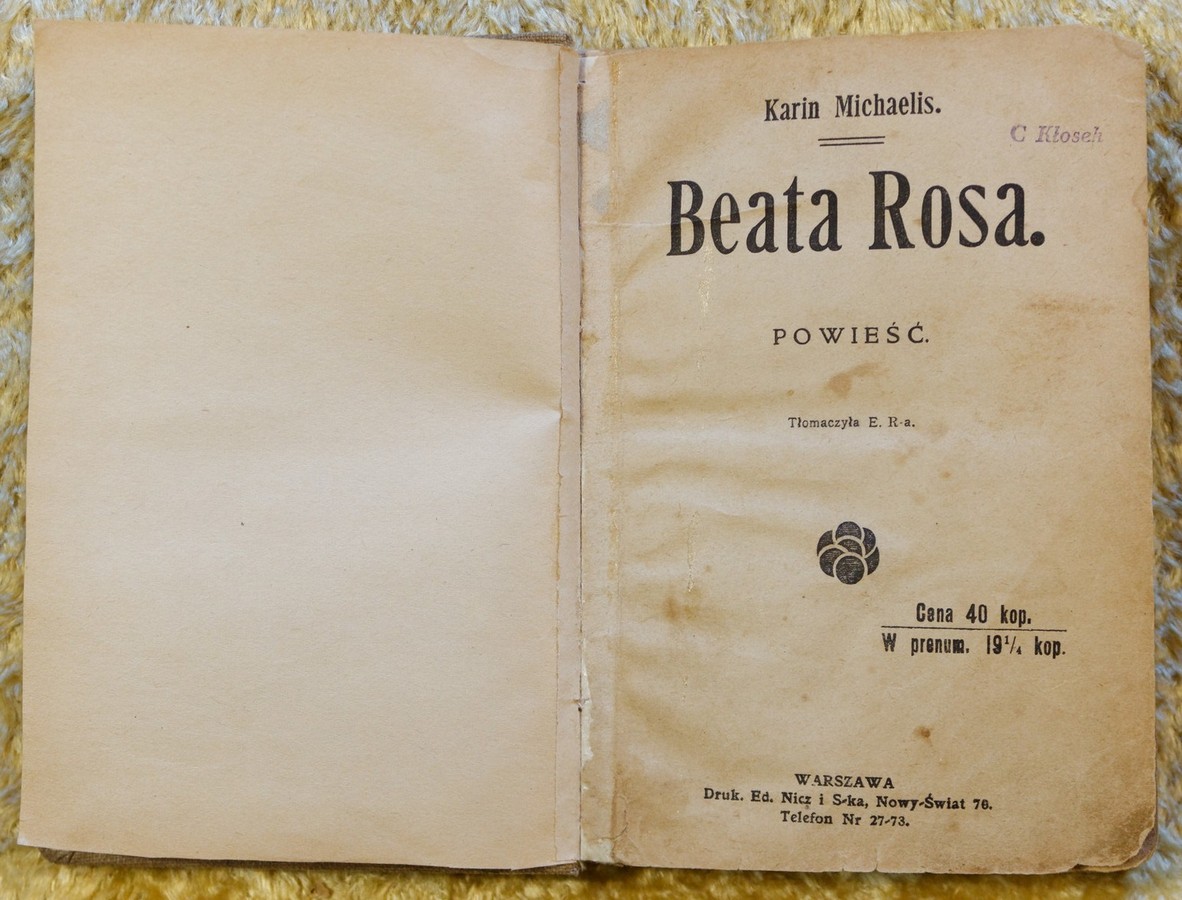 Karin Michaelis.
C Kłoseh
Beata Rosa.
POWIEŚĆ.
Tłomaczyła E. R-a.
Cena 40 kop.
W prenum. 19¹/₄ kop.
WARSZAWA
Druk. Ed. Nicz i S-ka, Nowy-Świat 76.
Telefon Nr 27-73.